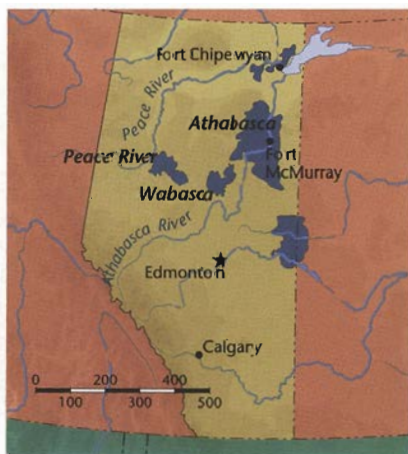 Fort Chipewyan
Peace River
Athabasca
Fort
McMurray
Peace River
Wabasca
Athabasca River
Edmonton
Calgary
0 200 400
100 300 500